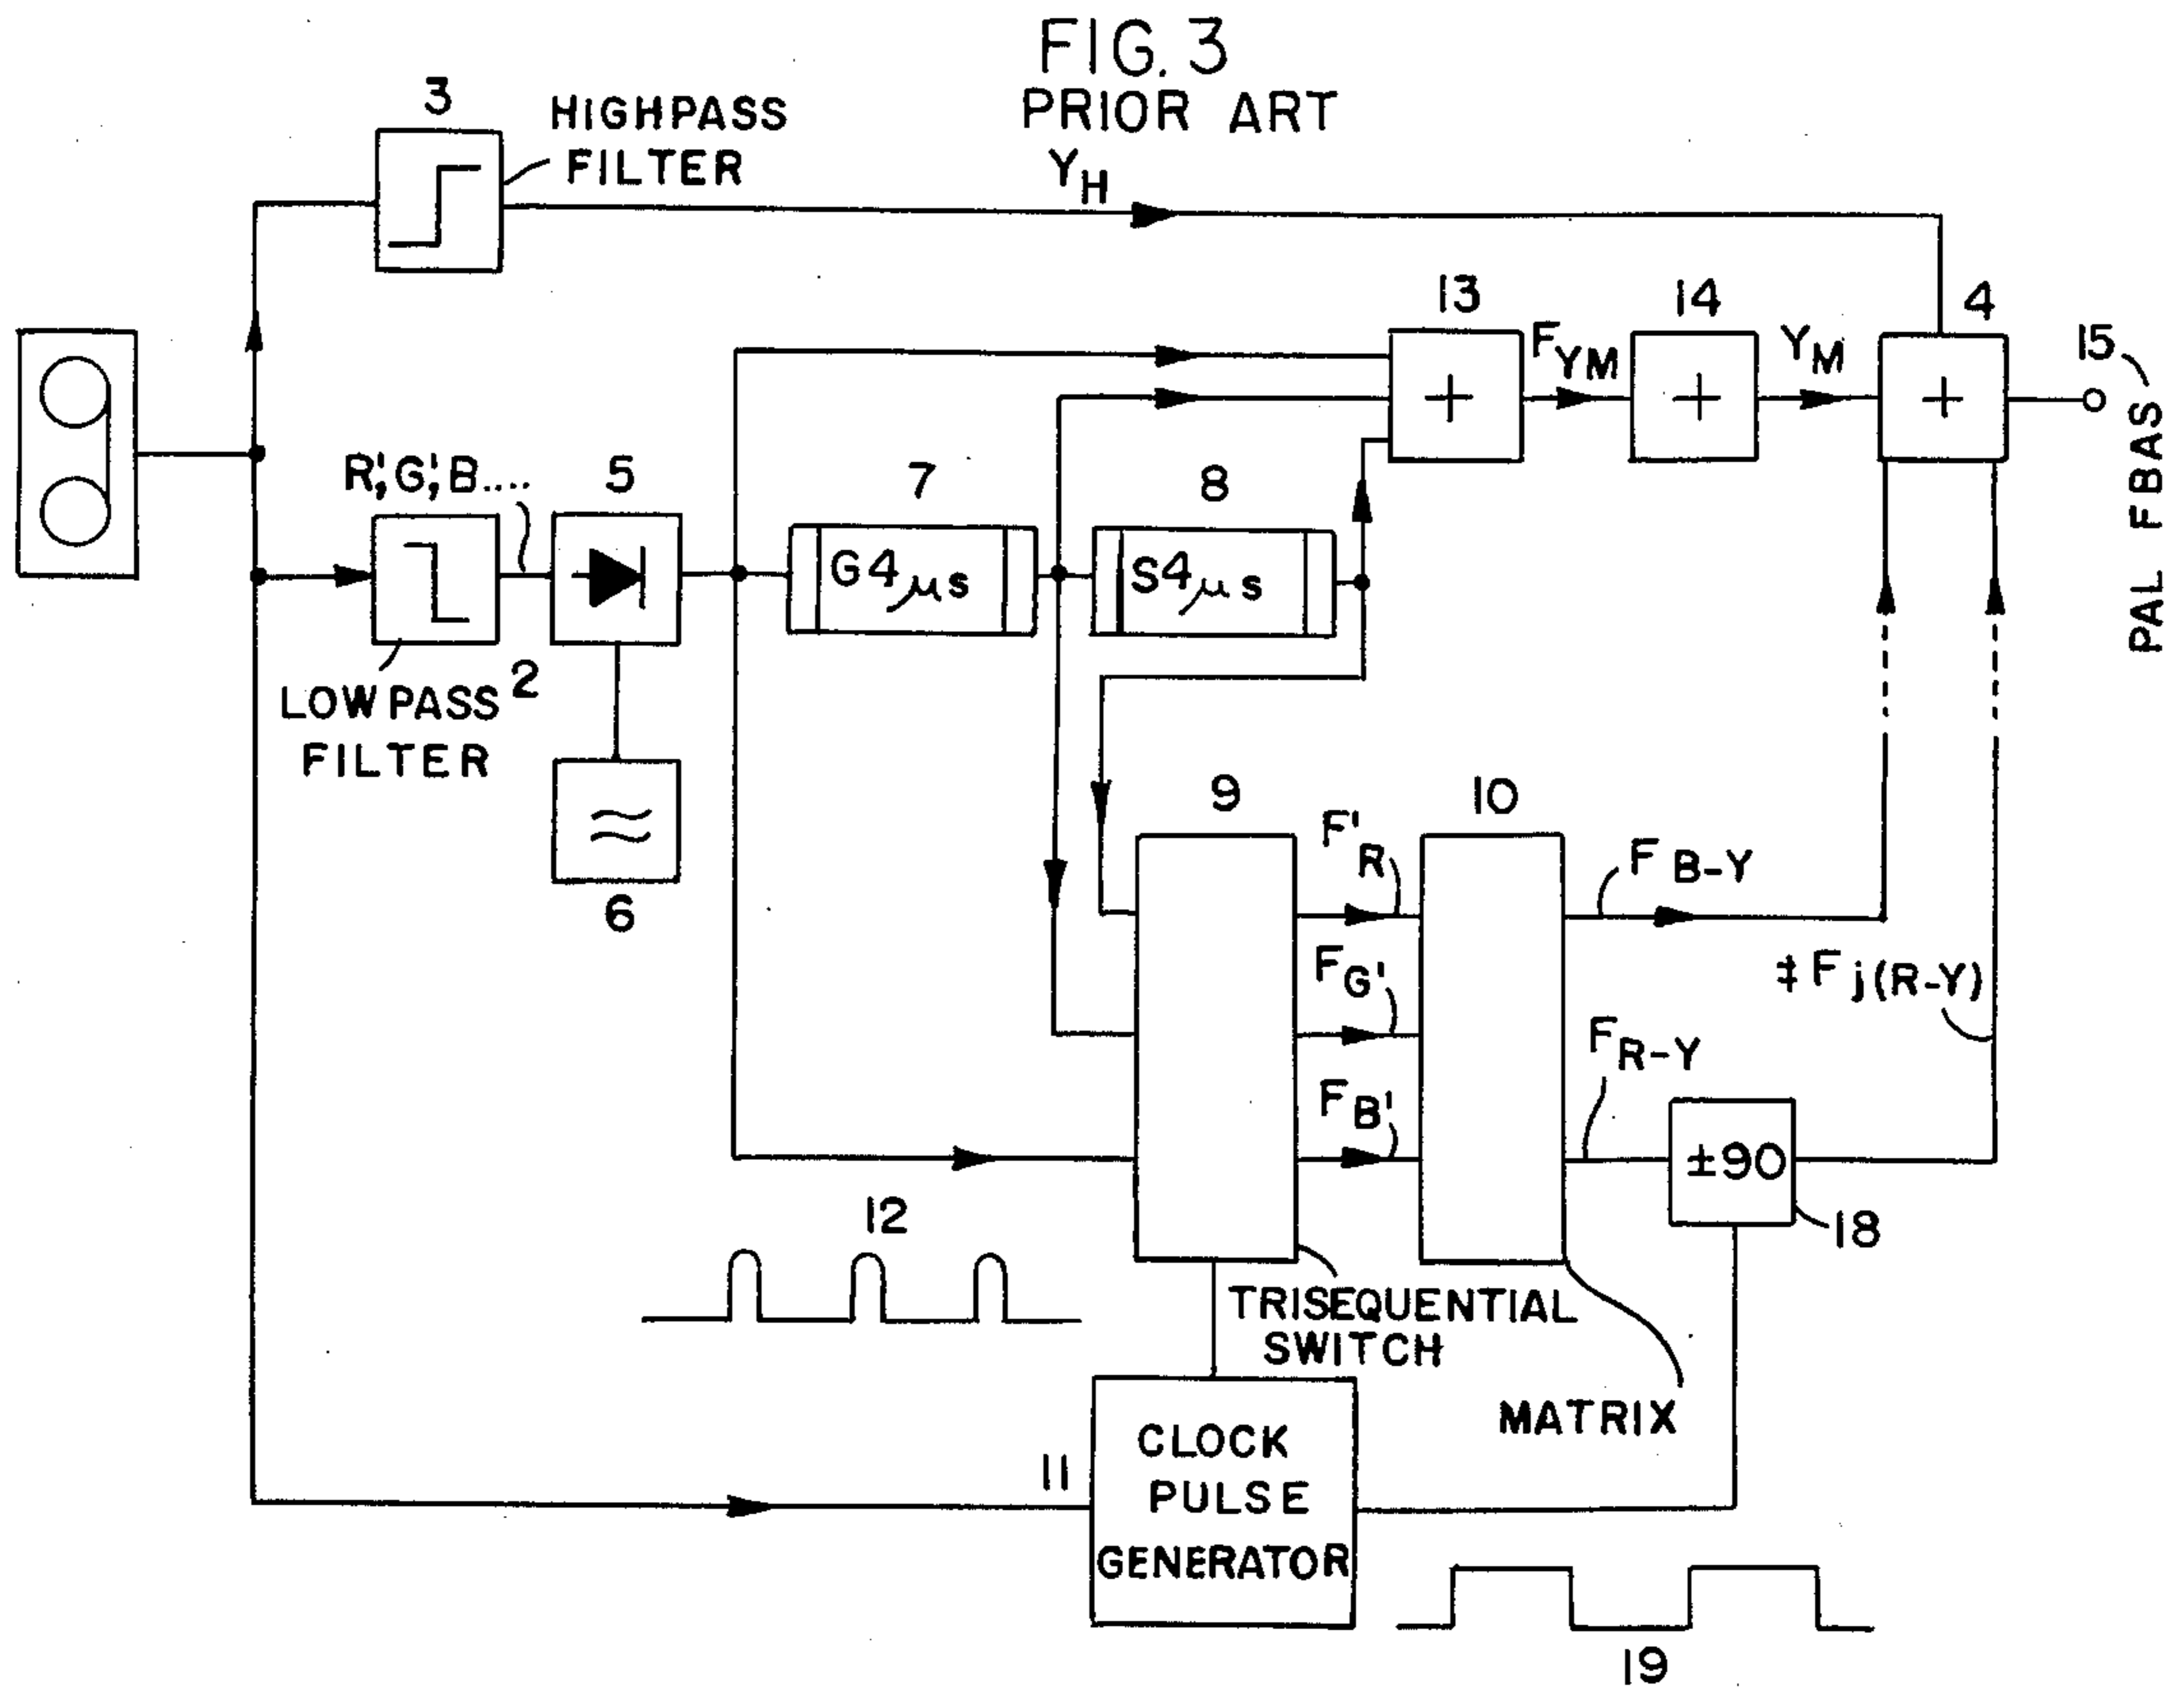 FIG. 3
PRIOR ART
3
HIGHPASS
FILTER
Y_H
13
14
4
F_YM
Y_M
15
PAL FBAS
R', G', B....
5
7
8
G4μs
S4μs
2
LOWPASS
FILTER
6
9
10
F'_R
F_B-Y
F_G'
‡F_j(R-Y)
F_R-Y
F_B'
±90
18
12
TRISEQUENTIAL
SWITCH
MATRIX
11
CLOCK
PULSE
GENERATOR
19